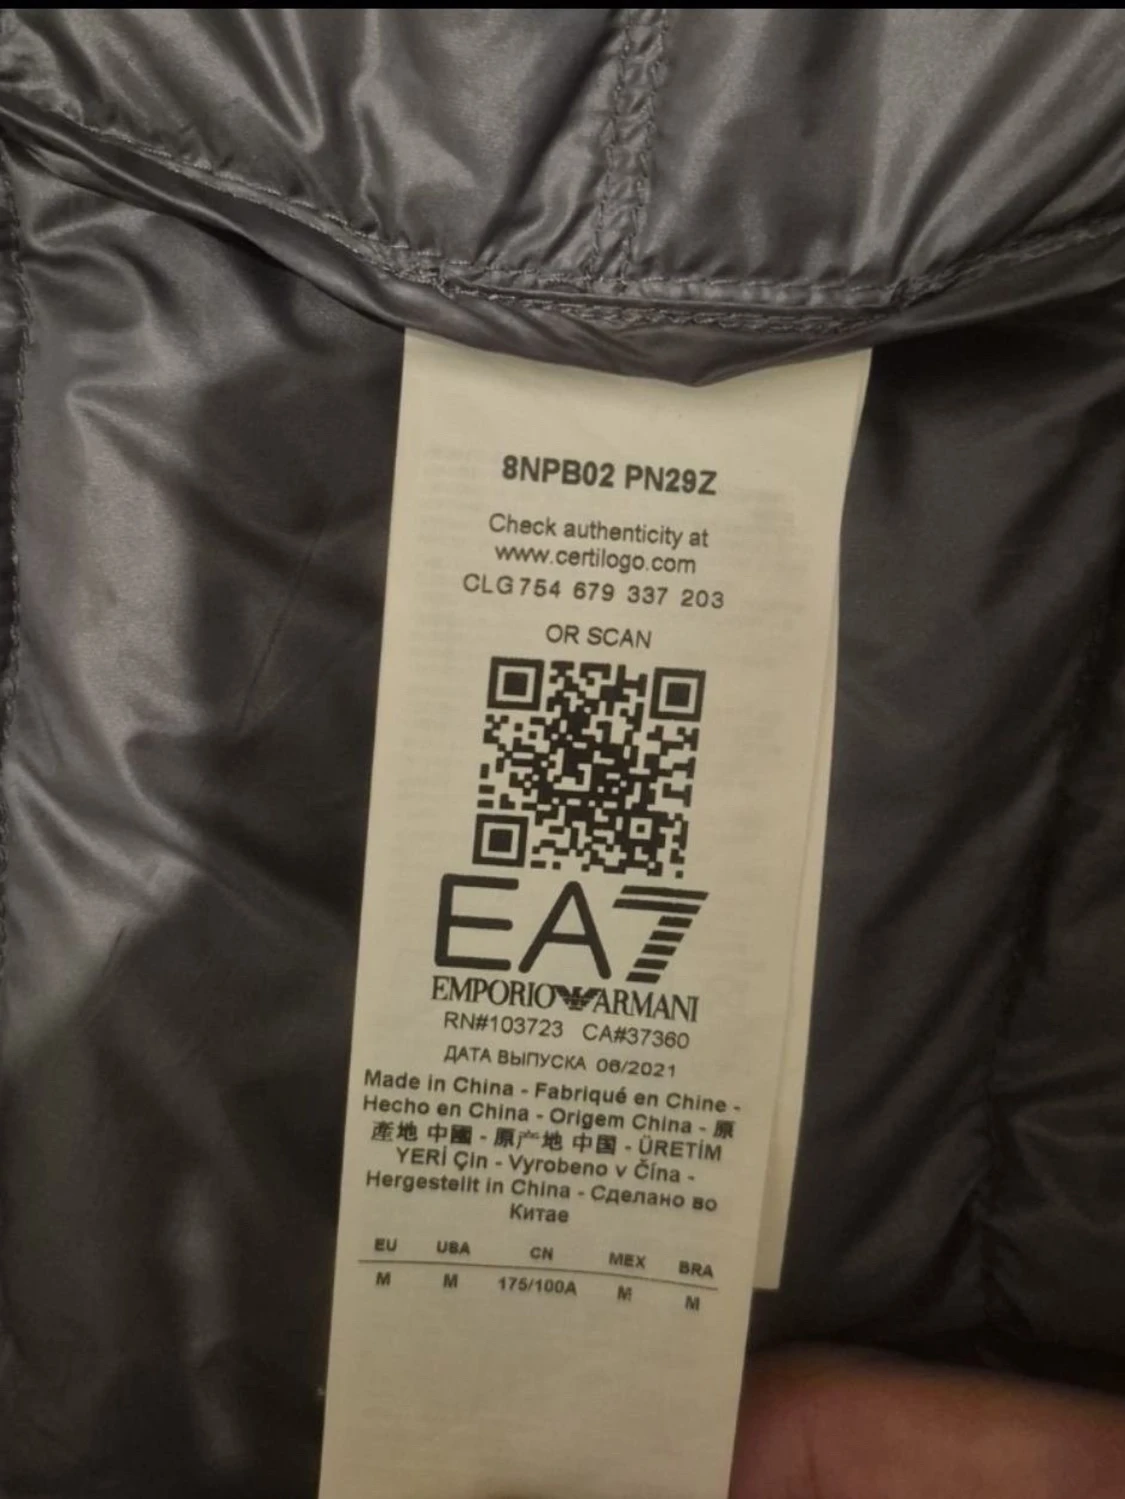 8NPB02 PN29Z
Check authenticity at
www.certilogo.com
CLG 754 679 337 203
OR SCAN
EA7
EMPORIO ARMANI
RN#103723 CA#37360
ДАТА ВЫПУСКА 06/2021
Made in China - Fabriqué en Chine -
Hecho en China - Origem China - 原
產地 中國 - 原产地 中国 - ÜRETİM
YERİ Çin - Vyrobeno v Čína -
Hergestellt in China - Сделано во
Китае
EU USA CN MEX BRA
M M 175/100A M M